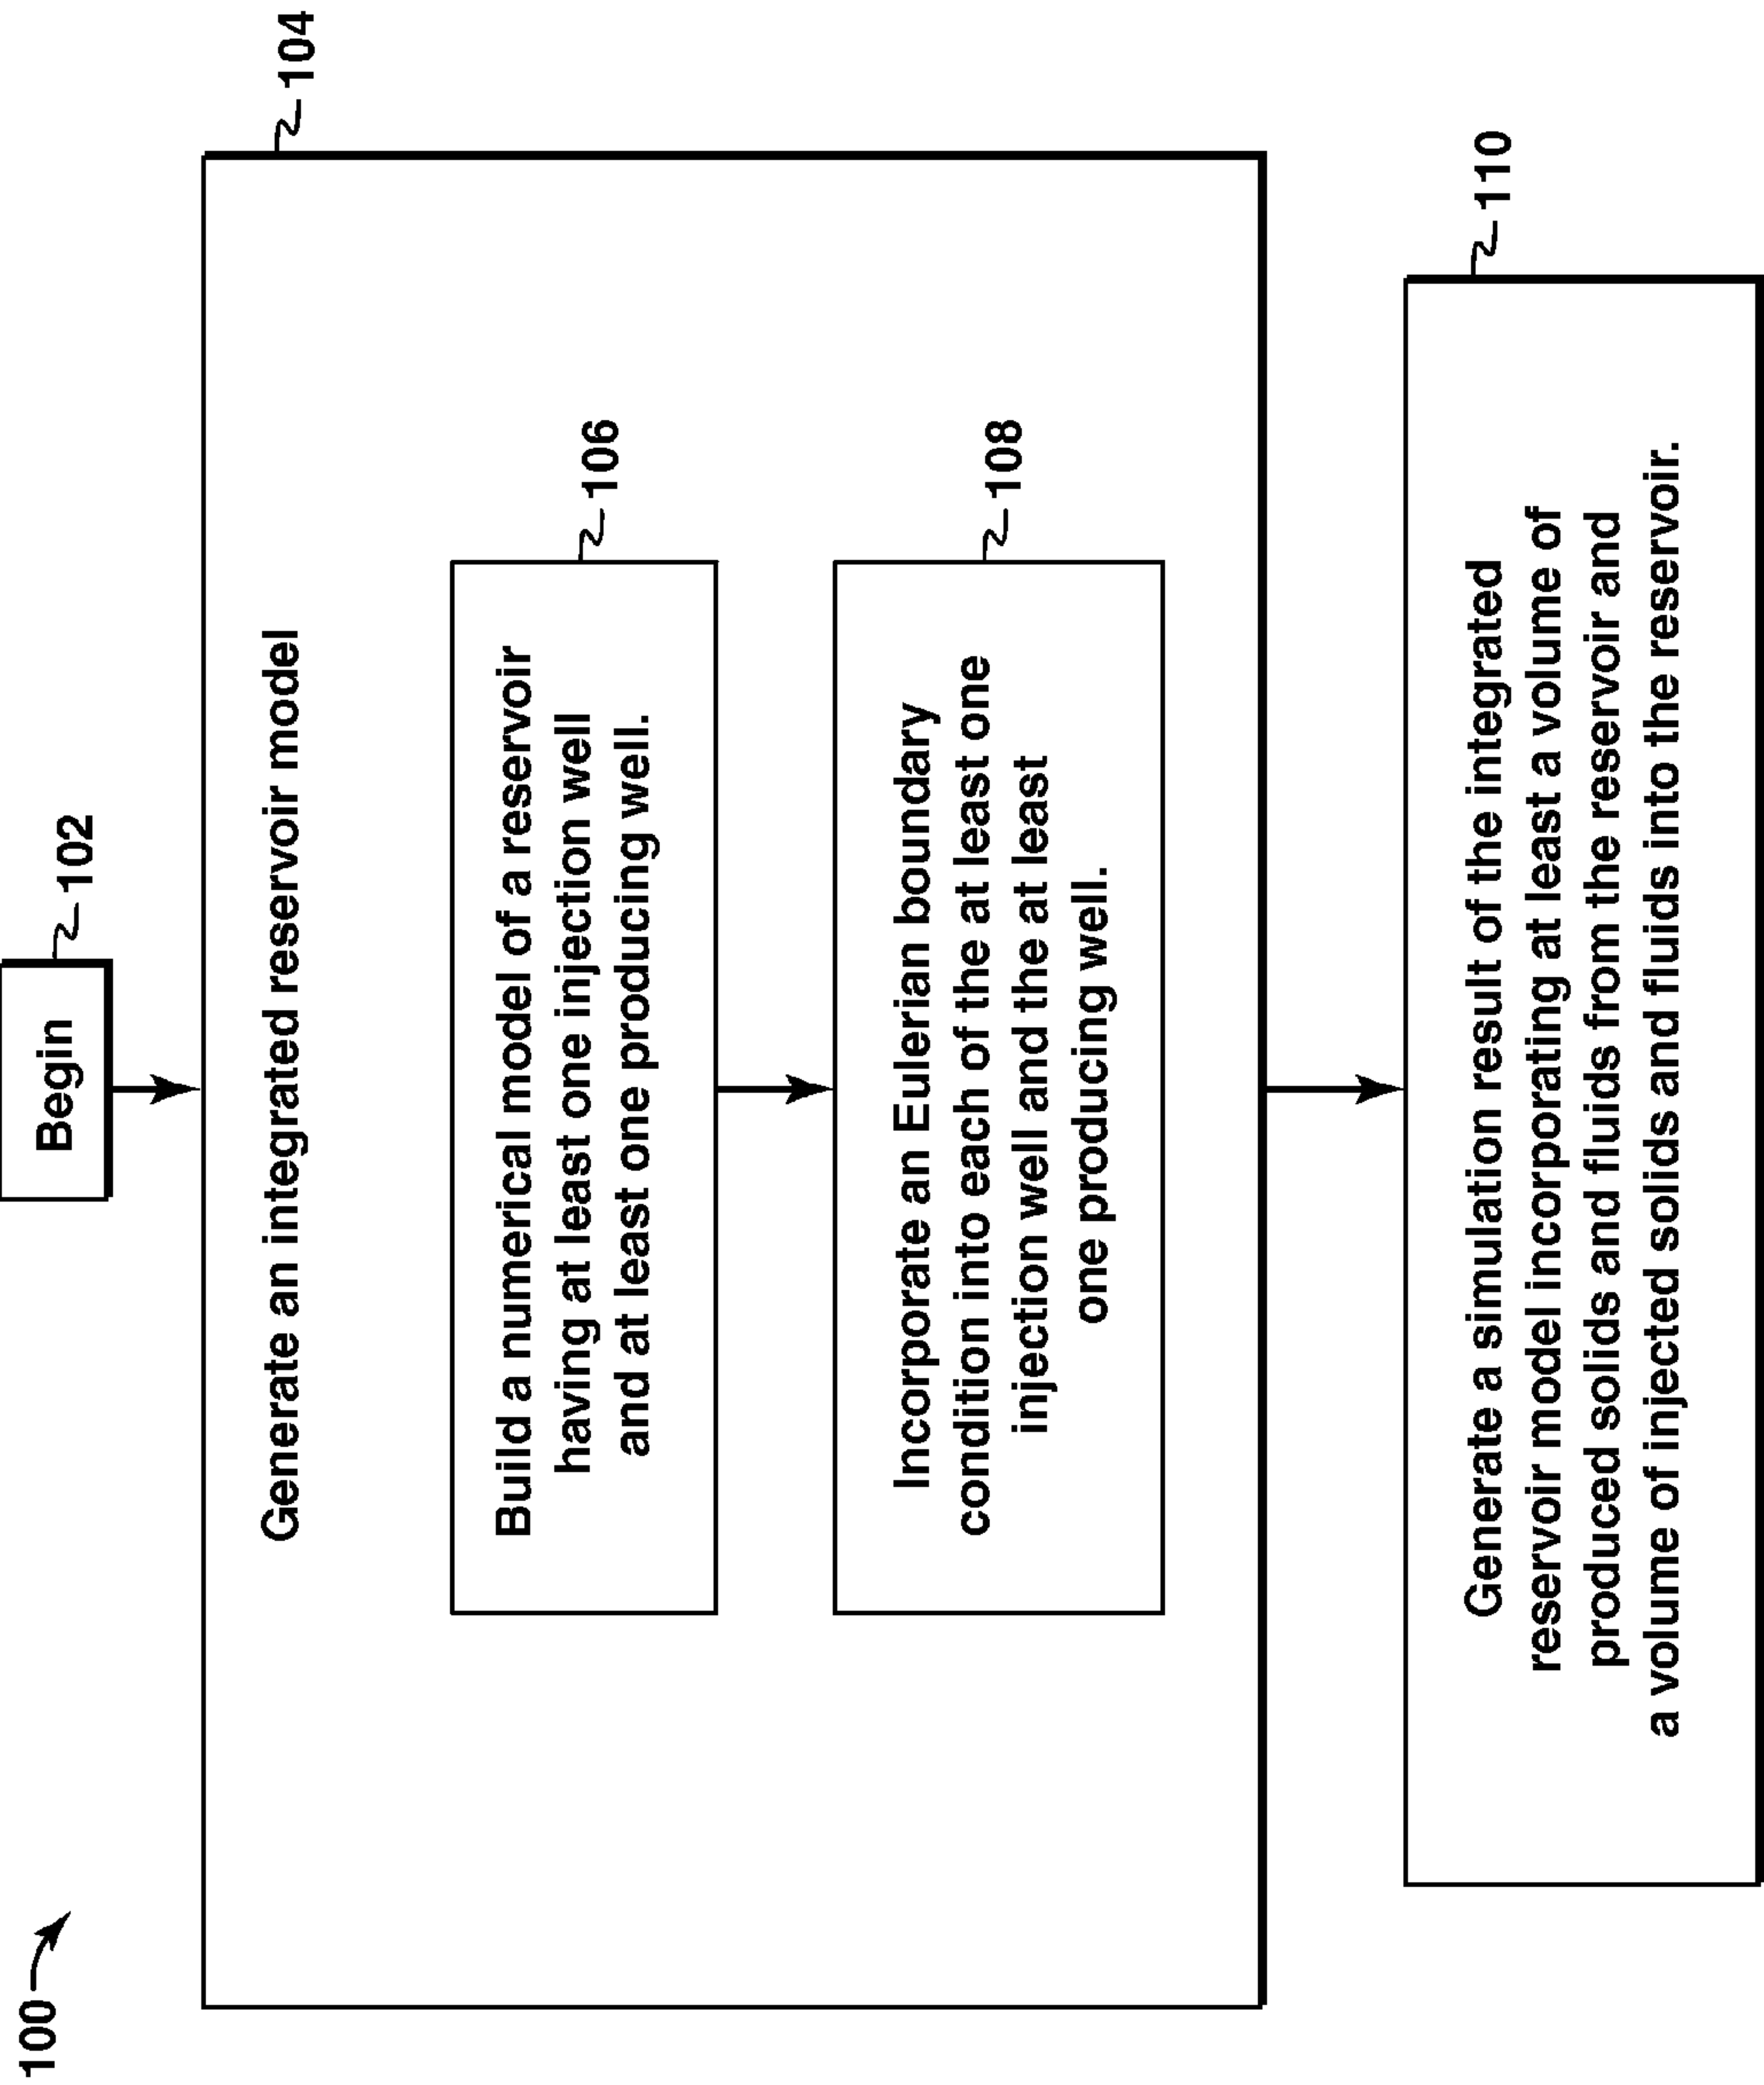 100
Begin
102
104
Generate an integrated reservoir model
106
Build a numerical model of a reservoir
having at least one injection well
and at least one producing well.
108
Incorporate an Eulerian boundary
condition into each of the at least one
injection well and the at least
one producing well.
110
Generate a simulation result of the integrated
reservoir model incorporating at least a volume of
produced solids and fluids from the reservoir and
a volume of injected solids and fluids into the reservoir.